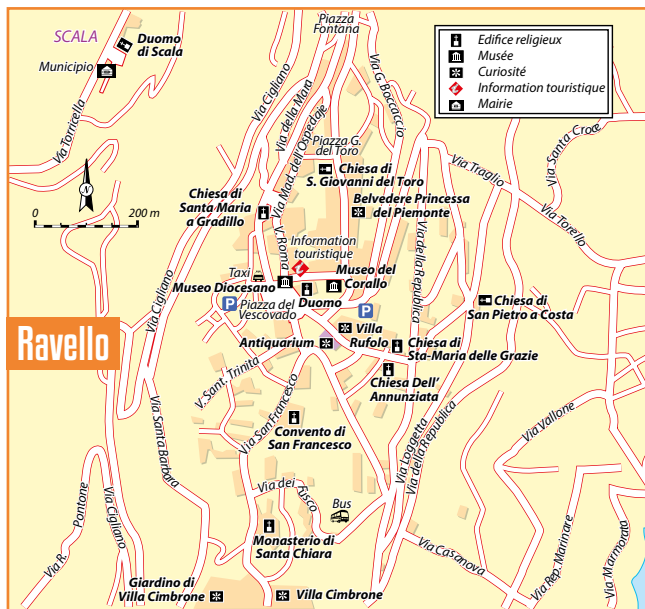 SCALA
Duomo
di Scala
Municipio
Via Torricella
N
0 200 m
Piazza
Fontana
Edifice religieux
Musée
Curiosité
Information touristique
Mairie
Via Cigliano
Via della Mara
Via Mad. dell'Ospedale
Via G. Boccaccio
Piazza G.
del Toro
Chiesa di
S. Giovanni del Toro
Via Traglio
Via Santa Croce
Via Torello
Chiesa di
Santa Maria
a Gradillo
Belvedere Princessa
del Piemonte
V. Roma
Via della Republica
Information
touristique
Taxi
Museo Diocesano
Museo del
Corallo
Duomo
P
Piazza del
Vescovado
P
Chiesa di
San Pietro a Costa
Via Cigliano
Ravello
Antiquarium
Villa
Rufolo
Chiesa di
Sta-Maria delle Grazie
Chiesa Dell'
Annunziata
V. Sant. Trinita
Via San Francesco
Convento di
San Francesco
Via Santa Barbara
Via Loggetta
Via della Republica
Via Vallone
Via dei Fusco
Bus
Via R. Pontone
Via Cigliano
Monasterio di
Santa Chiara
Via Casanova
Via Rep. Marinare
Via Marmorata
Giardino di
Villa Cimbrone
Villa Cimbrone